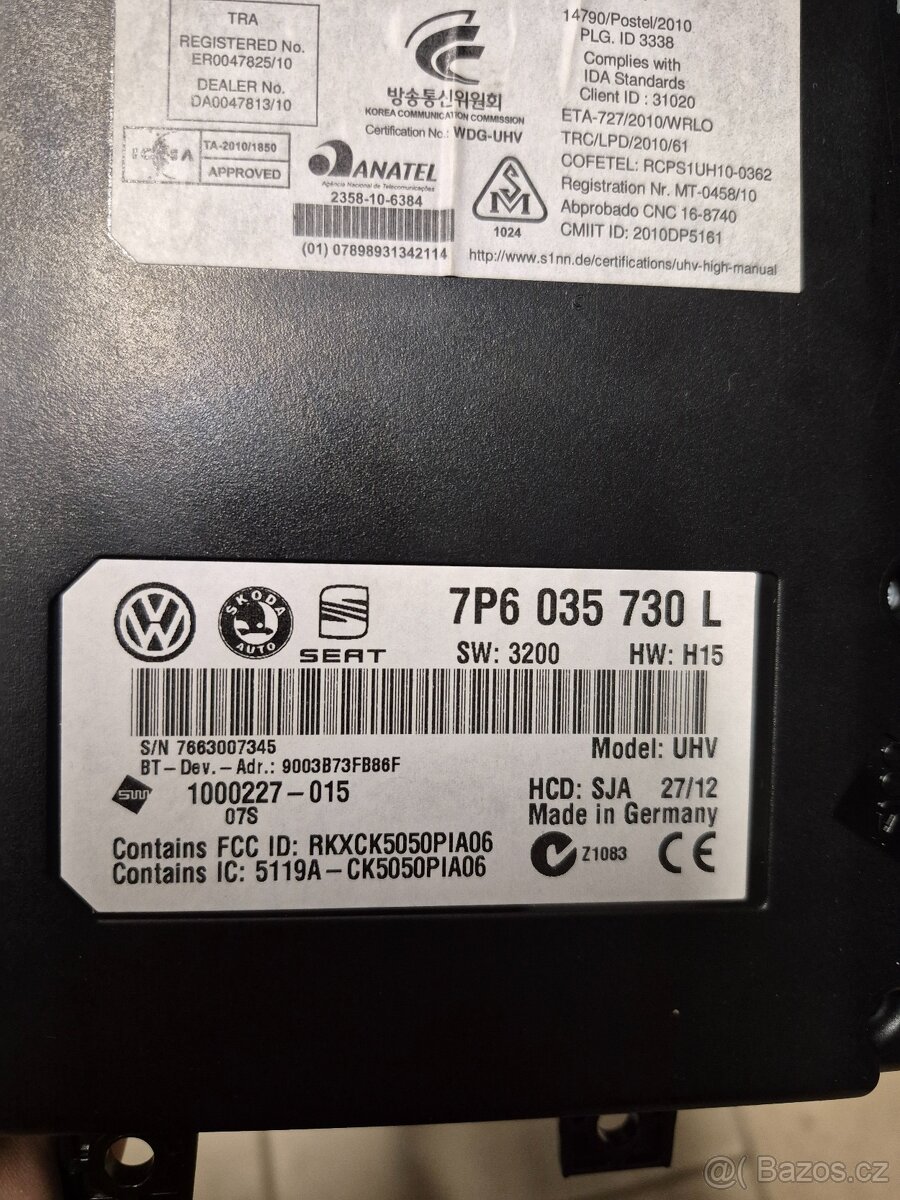 TRA
REGISTERED No.
ER0047825/10
DEALER No.
DA0047813/10
TA-2010/1850
APPROVED
방송통신위원회
KOREA COMMUNICATION COMMISSION
Certification No.: WDG-UHV
ANATEL
Agência Nacional de Telecomunicações
2358-10-6384
(01) 07898931342114
1024
14790/Postel/2010
PLG. ID 3338
Complies with
IDA Standards
Client ID : 31020
ETA-727/2010/WRLO
TRC/LPD/2010/61
COFETEL: RCPS1UH10-0362
Registration Nr. MT-0458/10
Abprobado CNC 16-8740
CMIIT ID: 2010DP5161
http://www.s1nn.de/certifications/uhv-high-manual
VW
SKODA
AUTO
SEAT
7P6 035 730 L
SW: 3200 HW: H15
S/N 7663007345
Model: UHV
BT-Dev.-Adr.: 9003B73FB86F
1000227-015
07S
HCD: SJA 27/12
Made in Germany
Contains FCC ID: RKXCK5050PIA06
Contains IC: 5119A-CK5050PIA06
Z1083
CE
@( Bazos.cz